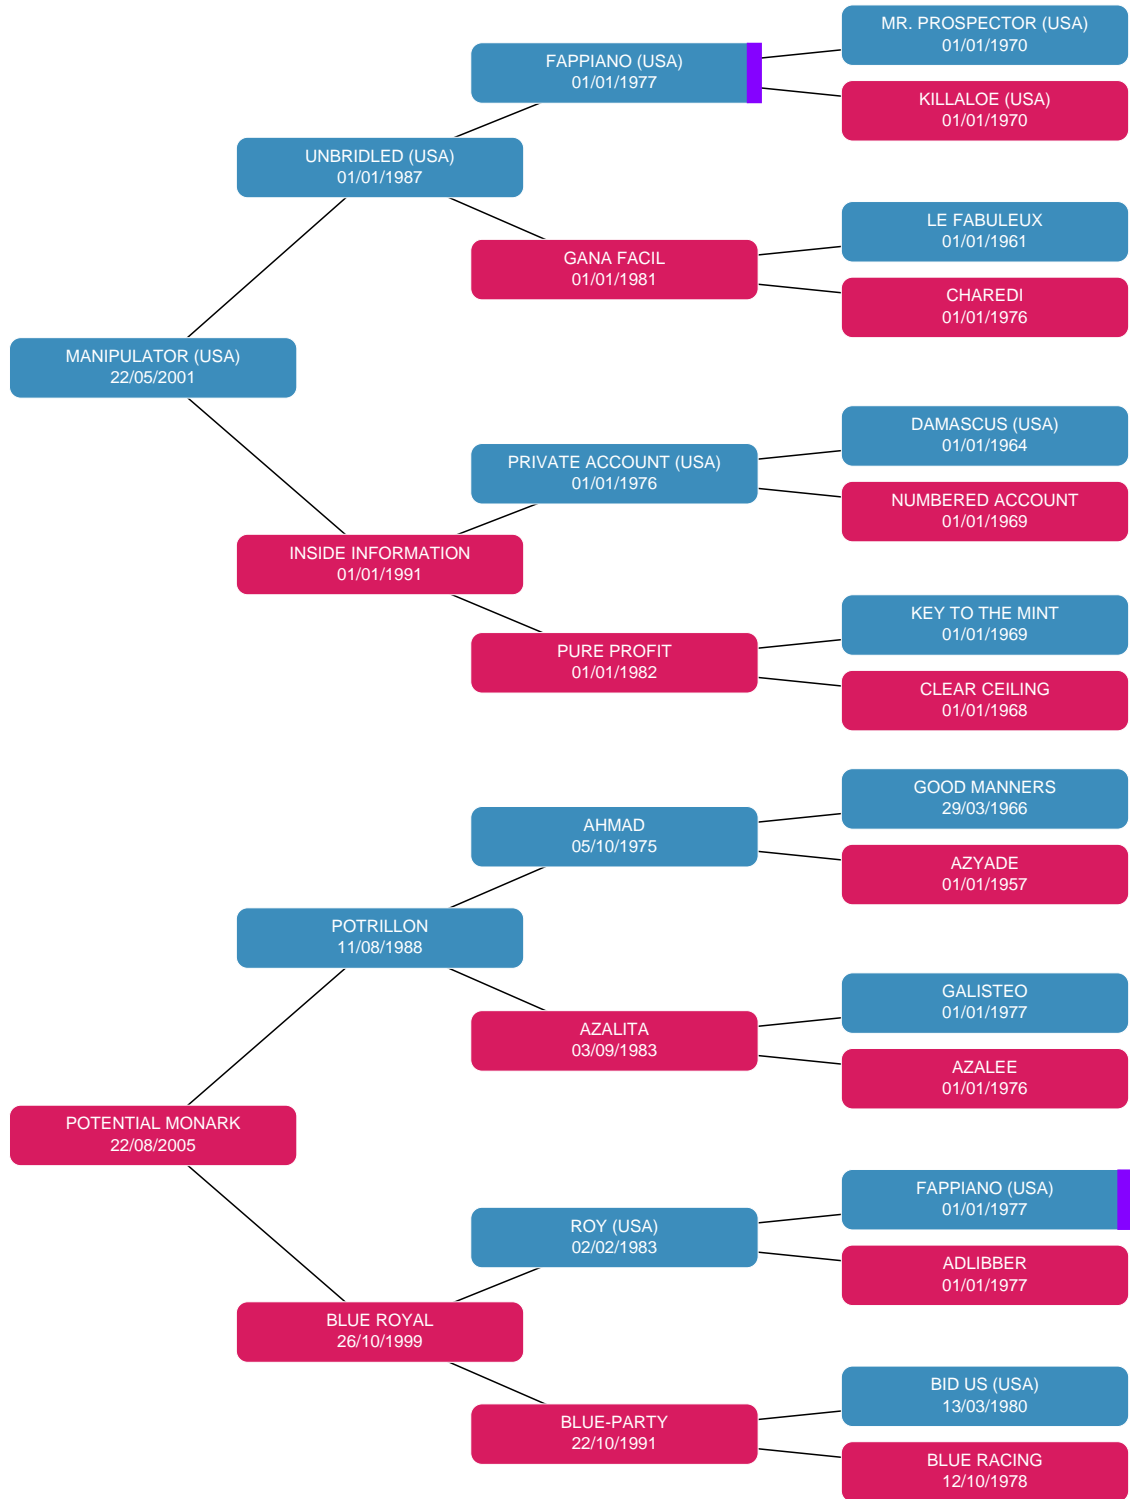 MR. PROSPECTOR (USA)
01/01/1970
FAPPIANO (USA)
01/01/1977
KILLALOE (USA)
01/01/1970
UNBRIDLED (USA)
01/01/1987
LE FABULEUX
01/01/1961
GANA FACIL
01/01/1981
CHAREDI
01/01/1976
MANIPULATOR (USA)
22/05/2001
DAMASCUS (USA)
01/01/1964
PRIVATE ACCOUNT (USA)
01/01/1976
NUMBERED ACCOUNT
01/01/1969
INSIDE INFORMATION
01/01/1991
KEY TO THE MINT
01/01/1969
PURE PROFIT
01/01/1982
CLEAR CEILING
01/01/1968
GOOD MANNERS
29/03/1966
AHMAD
05/10/1975
AZYADE
01/01/1957
POTRILLON
11/08/1988
GALISTEO
01/01/1977
AZALITA
03/09/1983
AZALEE
01/01/1976
POTENTIAL MONARK
22/08/2005
FAPPIANO (USA)
01/01/1977
ROY (USA)
02/02/1983
ADLIBBER
01/01/1977
BLUE ROYAL
26/10/1999
BID US (USA)
13/03/1980
BLUE-PARTY
22/10/1991
BLUE RACING
12/10/1978